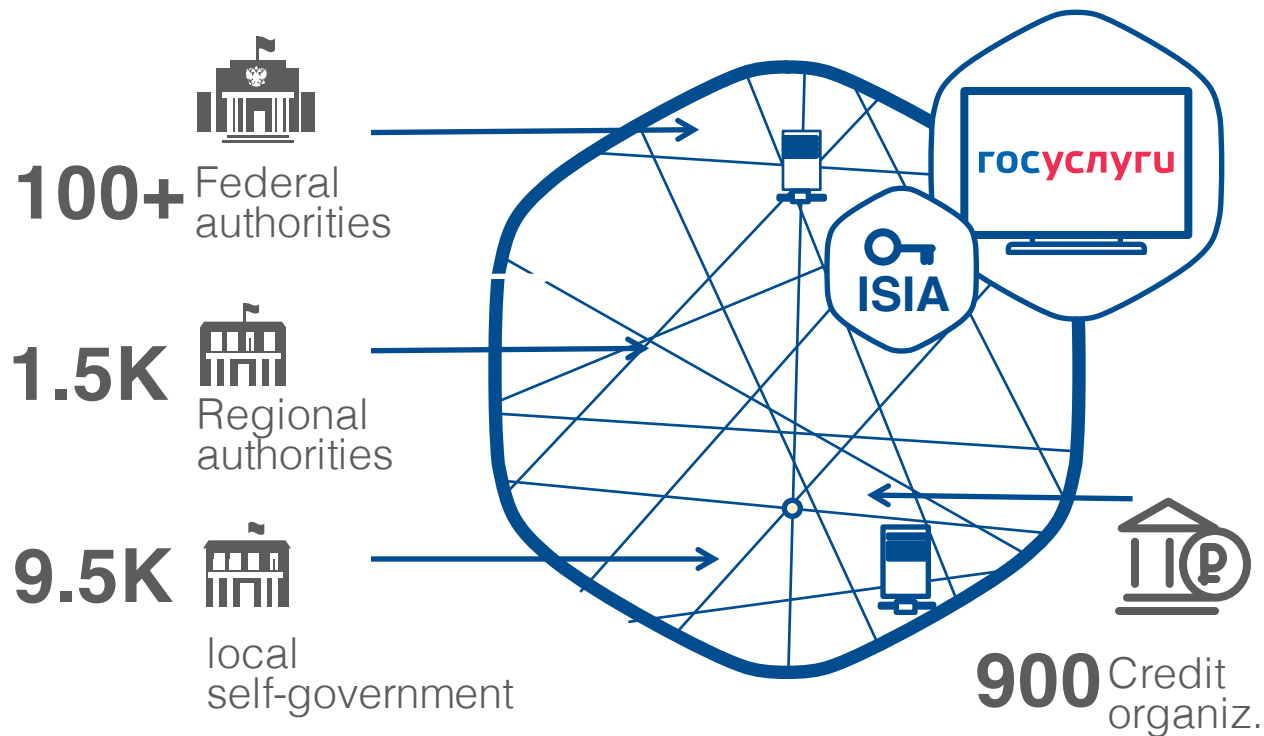 100+
Federal
authorities
1.5K
Regional
authorities
9.5K
local
self-government
госуслуги
ISIA
900
Credit
organiz.